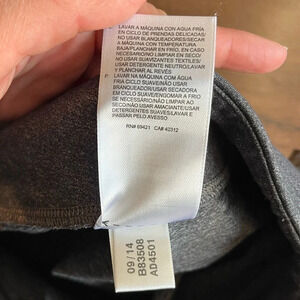 LAVAR A MÁQUINA CON AGUA FRÍA
EN CICLO DE PRENDAS DELICADAS/
NO USAR BLANQUEADORES/SECAR
A MÁQUINA CON TEMPERATURA
BAJA/PLANCHAR EN FRÍO, EN CASO
NECESARIO/NO LIMPIAR EN SECO/
NO USAR SUAVIZANTES TEXTILES/
USAR DETERGENTE NEUTRO/LAVAR
Y PLANCHAR AL REVÉS
P: LAVAR NA MÁQUINA COM ÁGUA
FRIA CICLO SUAVE/NÃO USAR
BRANQUEADOR/USAR SECADORA
EM CICLO SUAVE/ENGOMAR A FRIO
SE NECESSÁRIO/NÃO LIMPAR AO
SECO/NÃO USAR AMACIANTE/USAR
DETERGENTE SUAVE/LAVAR E
PASSAR PELO AVESSO
RN# 69421 CA# 40312
09/14
B83508
AD4501